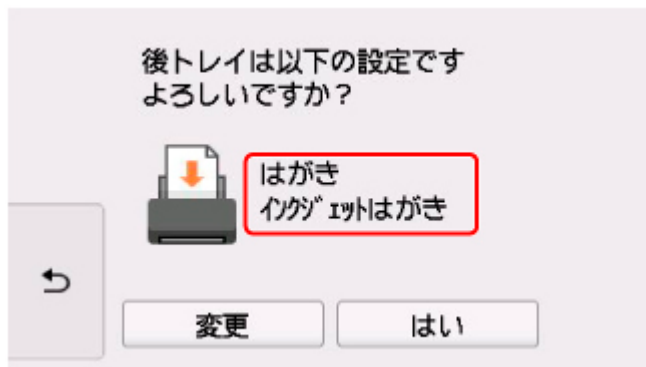 後トレイは以下の設定です
よろしいですか？
はがき
ｲﾝｸｼﾞｪｯﾄはがき
変更
はい